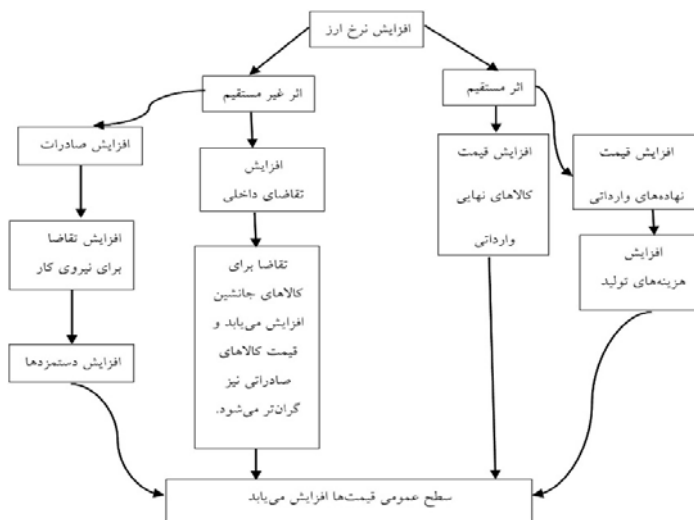 افزایش نرخ ارز
اثر مستقیم
اثر غیر مستقیم
افزایش قیمت
نهاده‌های وارداتی
افزایش قیمت
کالاهای نهایی
وارداتی
افزایش
تقاضای داخلی
افزایش صادرات
افزایش
هزینه‌های تولید
تقاضا برای
کالاهای جانشین
افزایش می‌یابد و
قیمت کالاهای
صادراتی نیز
گران‌تر می‌شود.
افزایش تقاضا
برای نیروی کار
افزایش دستمزدها
سطح عمومی قیمت‌ها افزایش می‌یابد